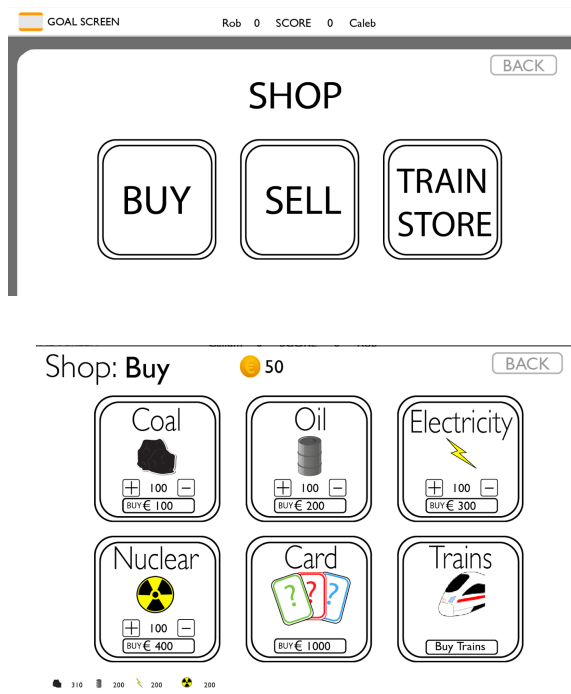 GOAL SCREEN Rob 0 SCORE 0 Caleb
BACK
SHOP
BUY SELL TRAIN STORE
Shop: Buy 50 BACK
Coal Oil Electricity
+ 100 − + 100 − + 100 −
BUY € 100 BUY € 200 BUY € 300
Nuclear Card Trains
? ? ?
+ 100 −
BUY € 400 BUY € 1000 Buy Trains
310 200 200 200